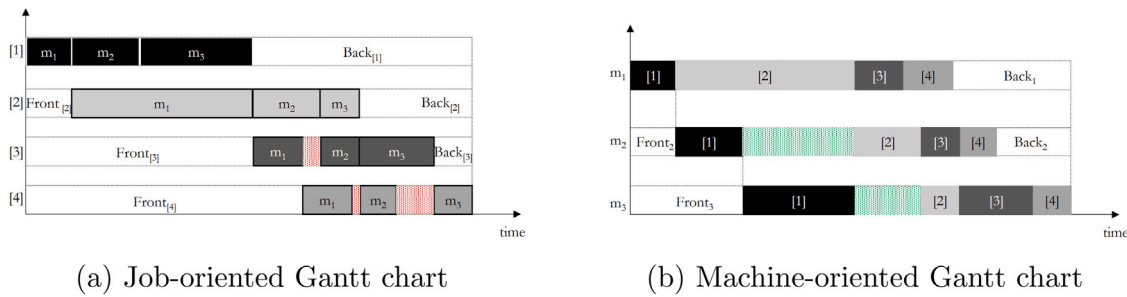 [1] m1 m2 m3 Back[1]
[2] Front[2] m1 m2 m3 Back[2]
[3] Front[3] m1 m2 m3 Back[3]
[4] Front[4] m1 m2 m3
time
(a) Job-oriented Gantt chart
m1 [1] [2] [3] [4] Back1
m2 Front2 [1] [2] [3] [4] Back2
m3 Front3 [1] [2] [3] [4]
time
(b) Machine-oriented Gantt chart